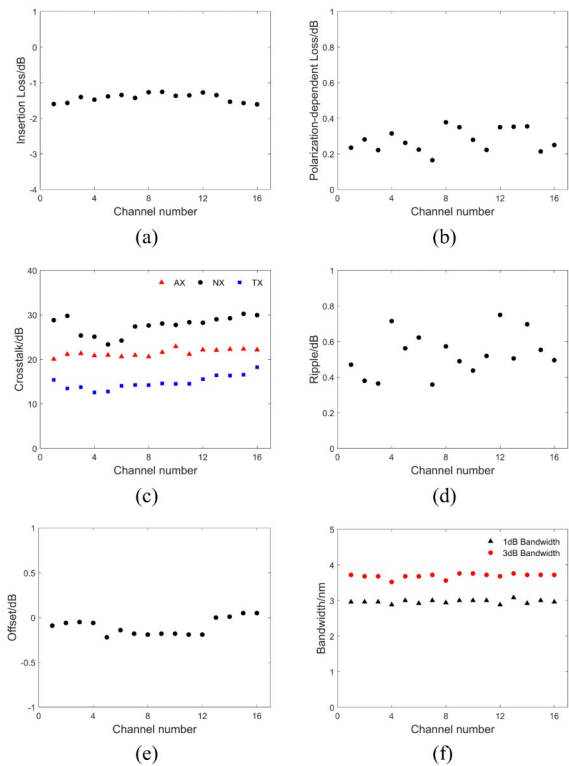 1
0
-1
-2
-3
-4
Insertion Loss/dB
0 4 8 12 16
Channel number
(a)
1
0.8
0.6
0.4
0.2
0
Polarization-dependent Loss/dB
0 4 8 12 16
Channel number
(b)
40
30
20
10
0
Crosstalk/dB
AX NX TX
0 4 8 12 16
Channel number
(c)
1
0.8
0.6
0.4
0.2
0
Ripple/dB
0 4 8 12 16
Channel number
(d)
1
0.5
0
-0.5
-1
Offset/dB
0 4 8 12 16
Channel number
(e)
5
4
3
2
1
0
Bandwidth/nm
1dB Bandwidth
3dB Bandwidth
0 4 8 12 16
Channel number
(f)